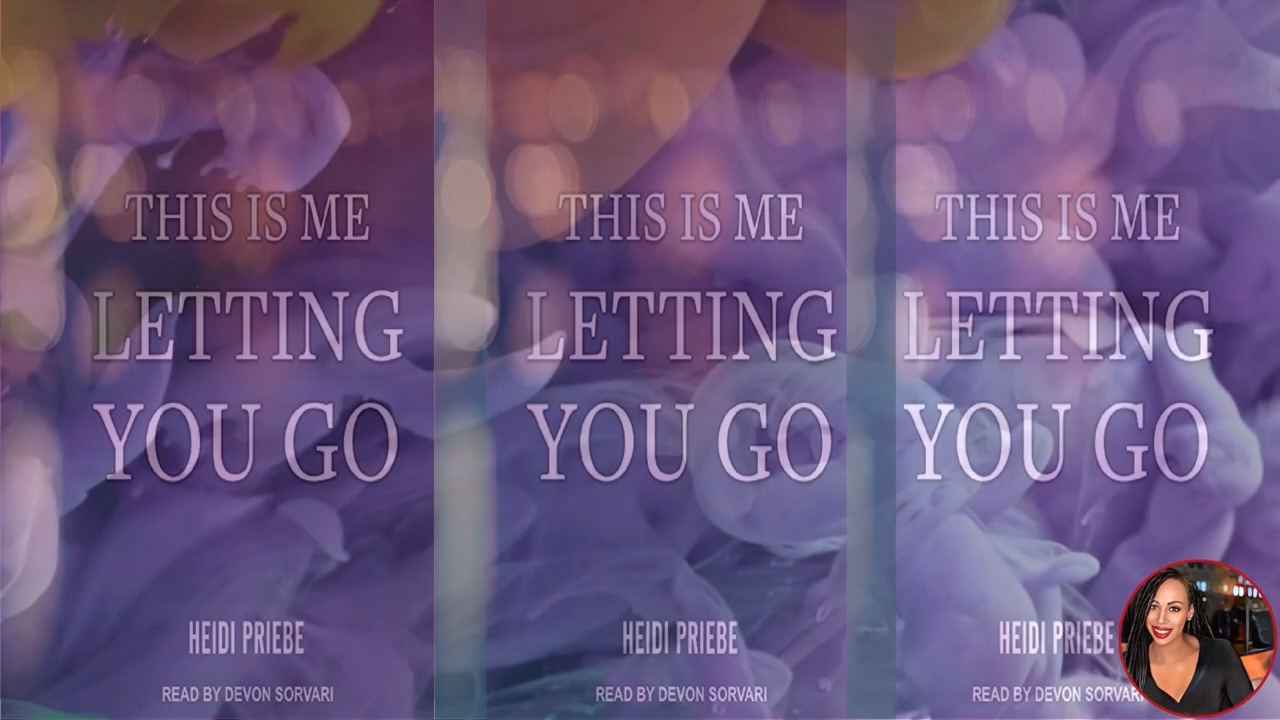 THIS IS ME
LETTING
YOU GO
HEIDI PRIEBE
READ BY DEVON SORVARI
THIS IS ME
LETTING
YOU GO
HEIDI PRIEBE
READ BY DEVON SORVARI
THIS IS ME
LETTING
YOU GO
HEIDI PRIEBE
READ BY DEVON SORVARI